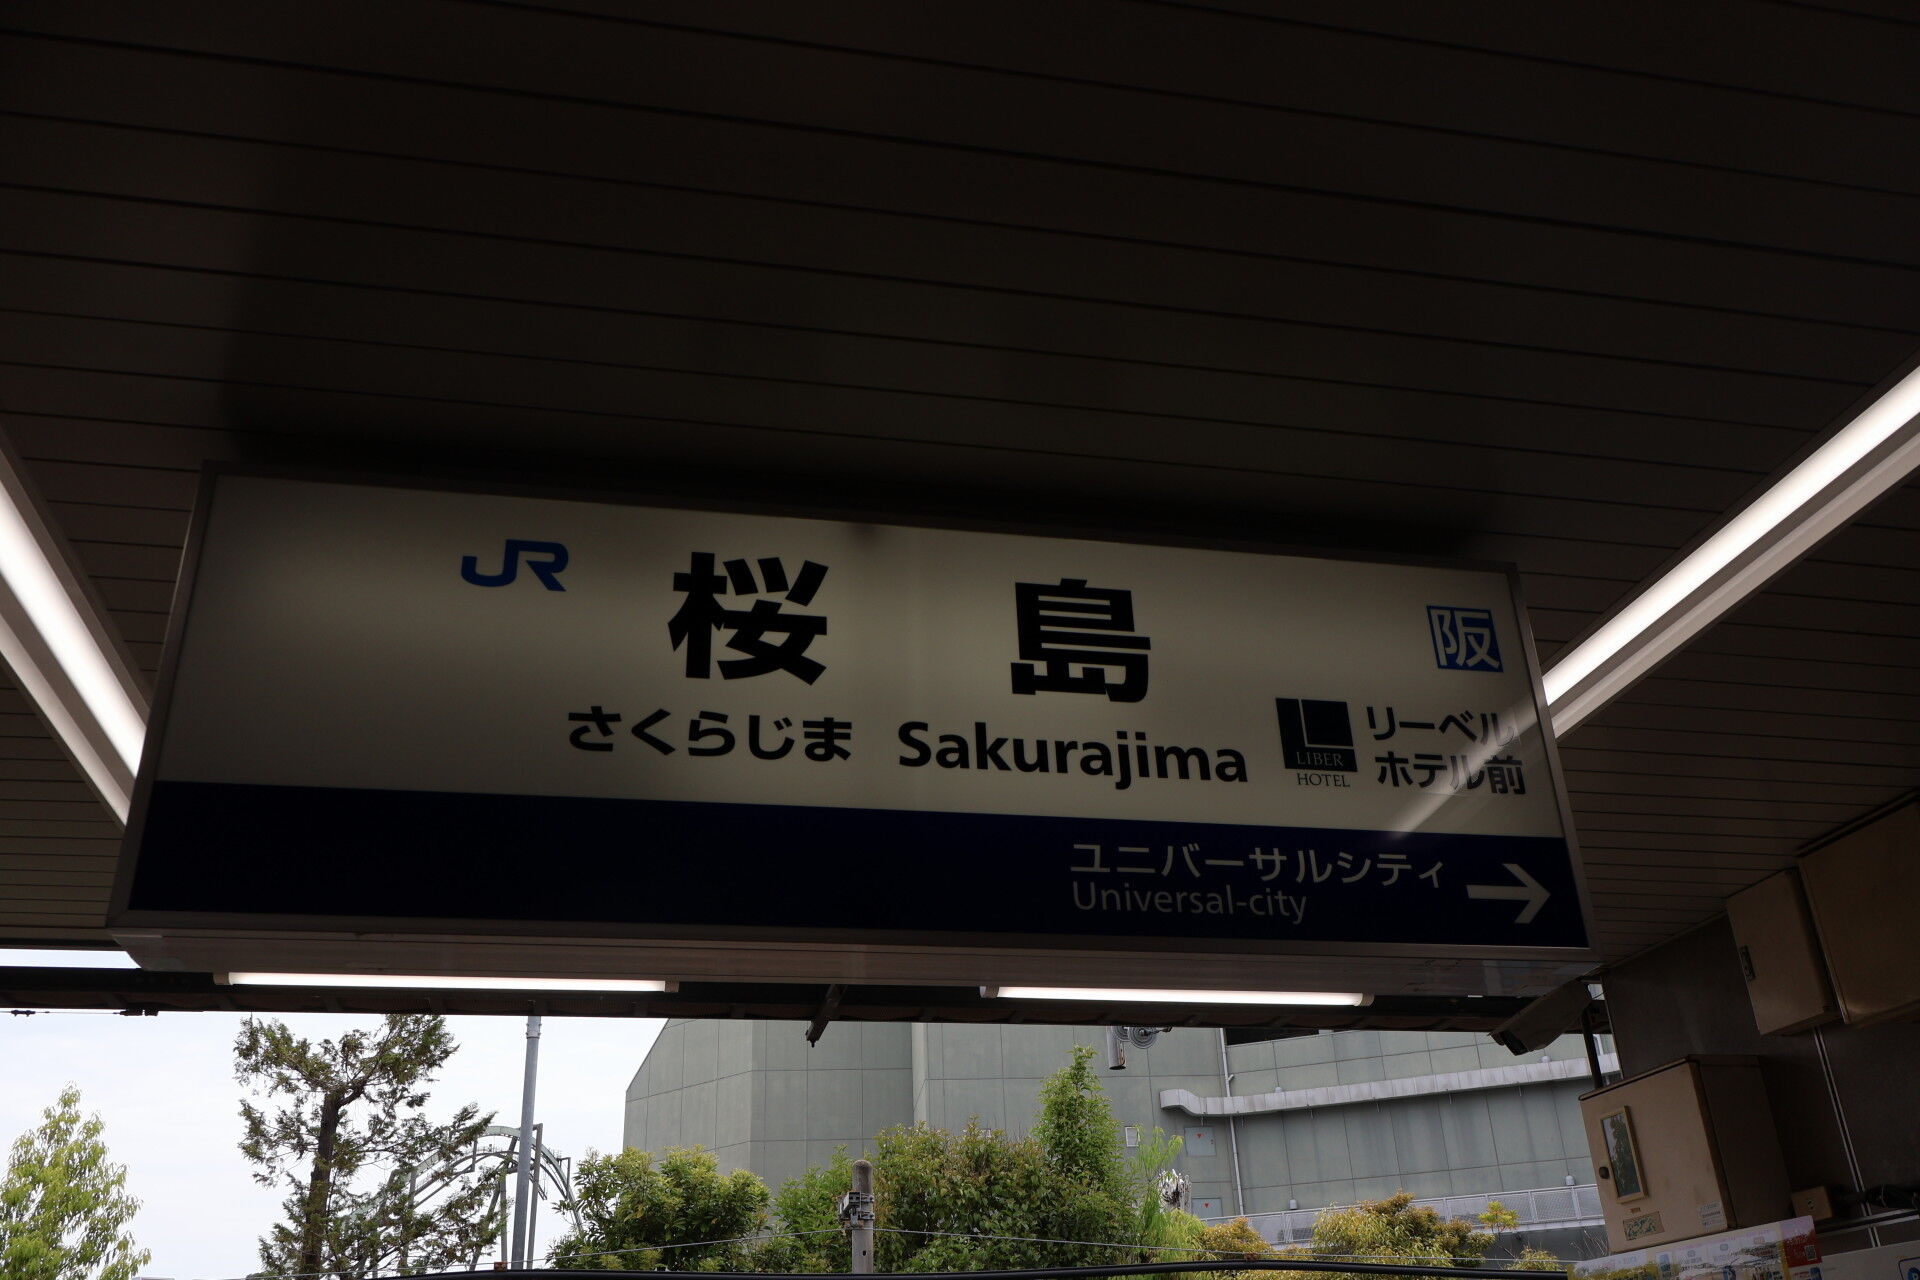 JR 桜島
阪
さくらじま Sakurajima
LIBER
HOTEL
リーベル
ホテル前
ユニバーサルシティ
Universal-city